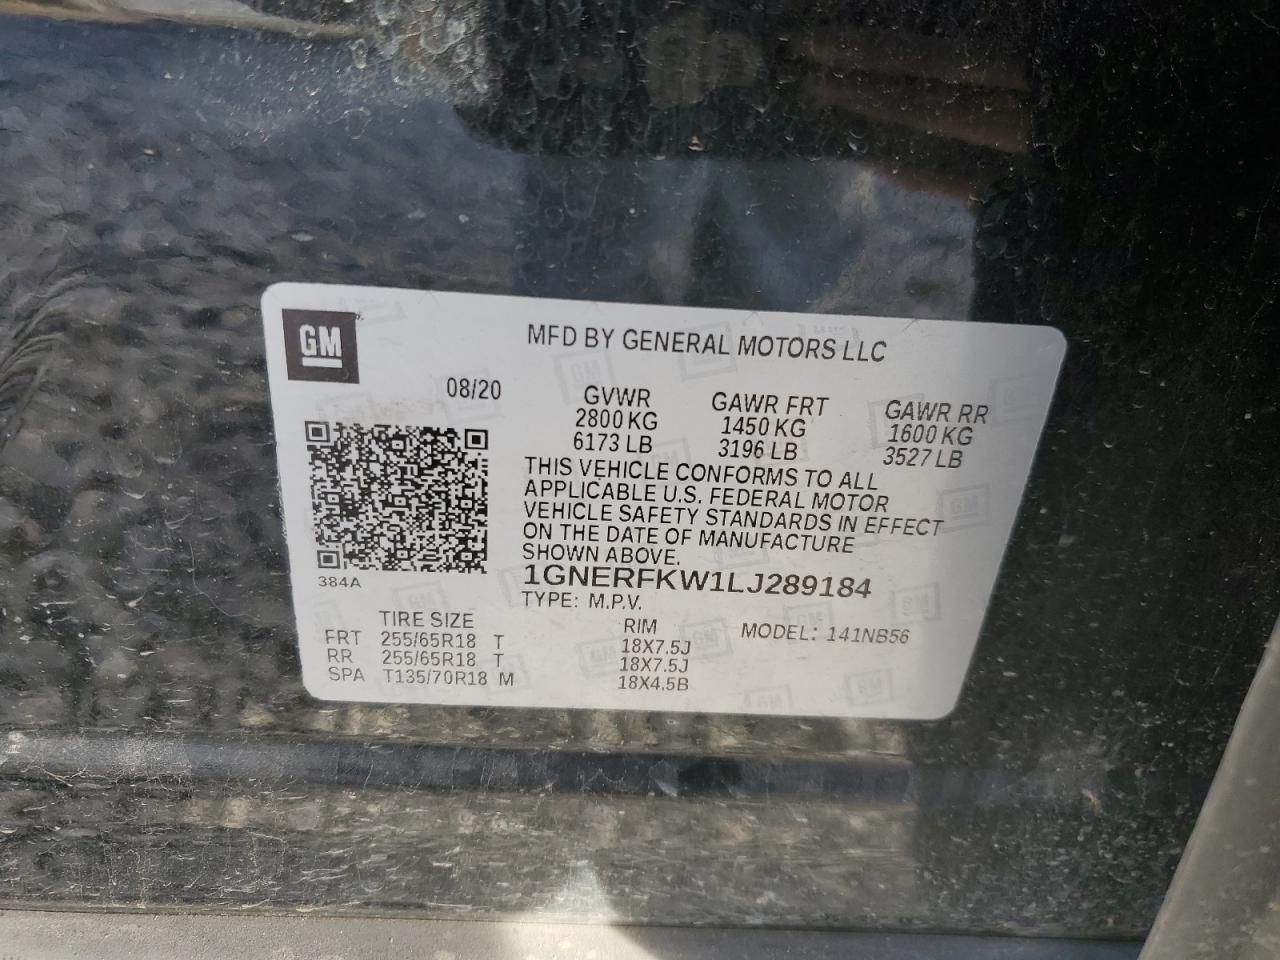 GM
MFD BY GENERAL MOTORS LLC
08/20
GVWR GAWR FRT GAWR RR
2800 KG 1450 KG 1600 KG
6173 LB 3196 LB 3527 LB
THIS VEHICLE CONFORMS TO ALL
APPLICABLE U.S. FEDERAL MOTOR
VEHICLE SAFETY STANDARDS IN EFFECT
ON THE DATE OF MANUFACTURE
SHOWN ABOVE.
1GNERFKW1LJ289184
384A
TYPE: M.P.V. MODEL: 141NB56
TIRE SIZE RIM
FRT 255/65R18 T 18X7.5J
RR 255/65R18 T 18X7.5J
SPA T135/70R18 M 18X4.5B